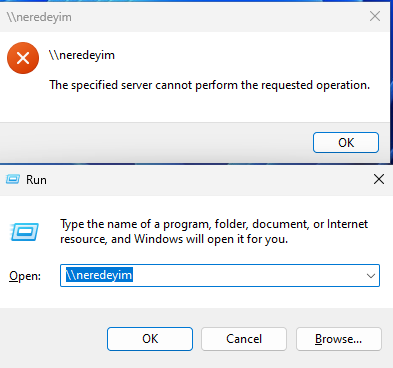 \\neredeyim
\\neredeyim
The specified server cannot perform the requested operation.
OK
Run
Type the name of a program, folder, document, or Internet
resource, and Windows will open it for you.
Open:
\\neredeyim
OK
Cancel
Browse...